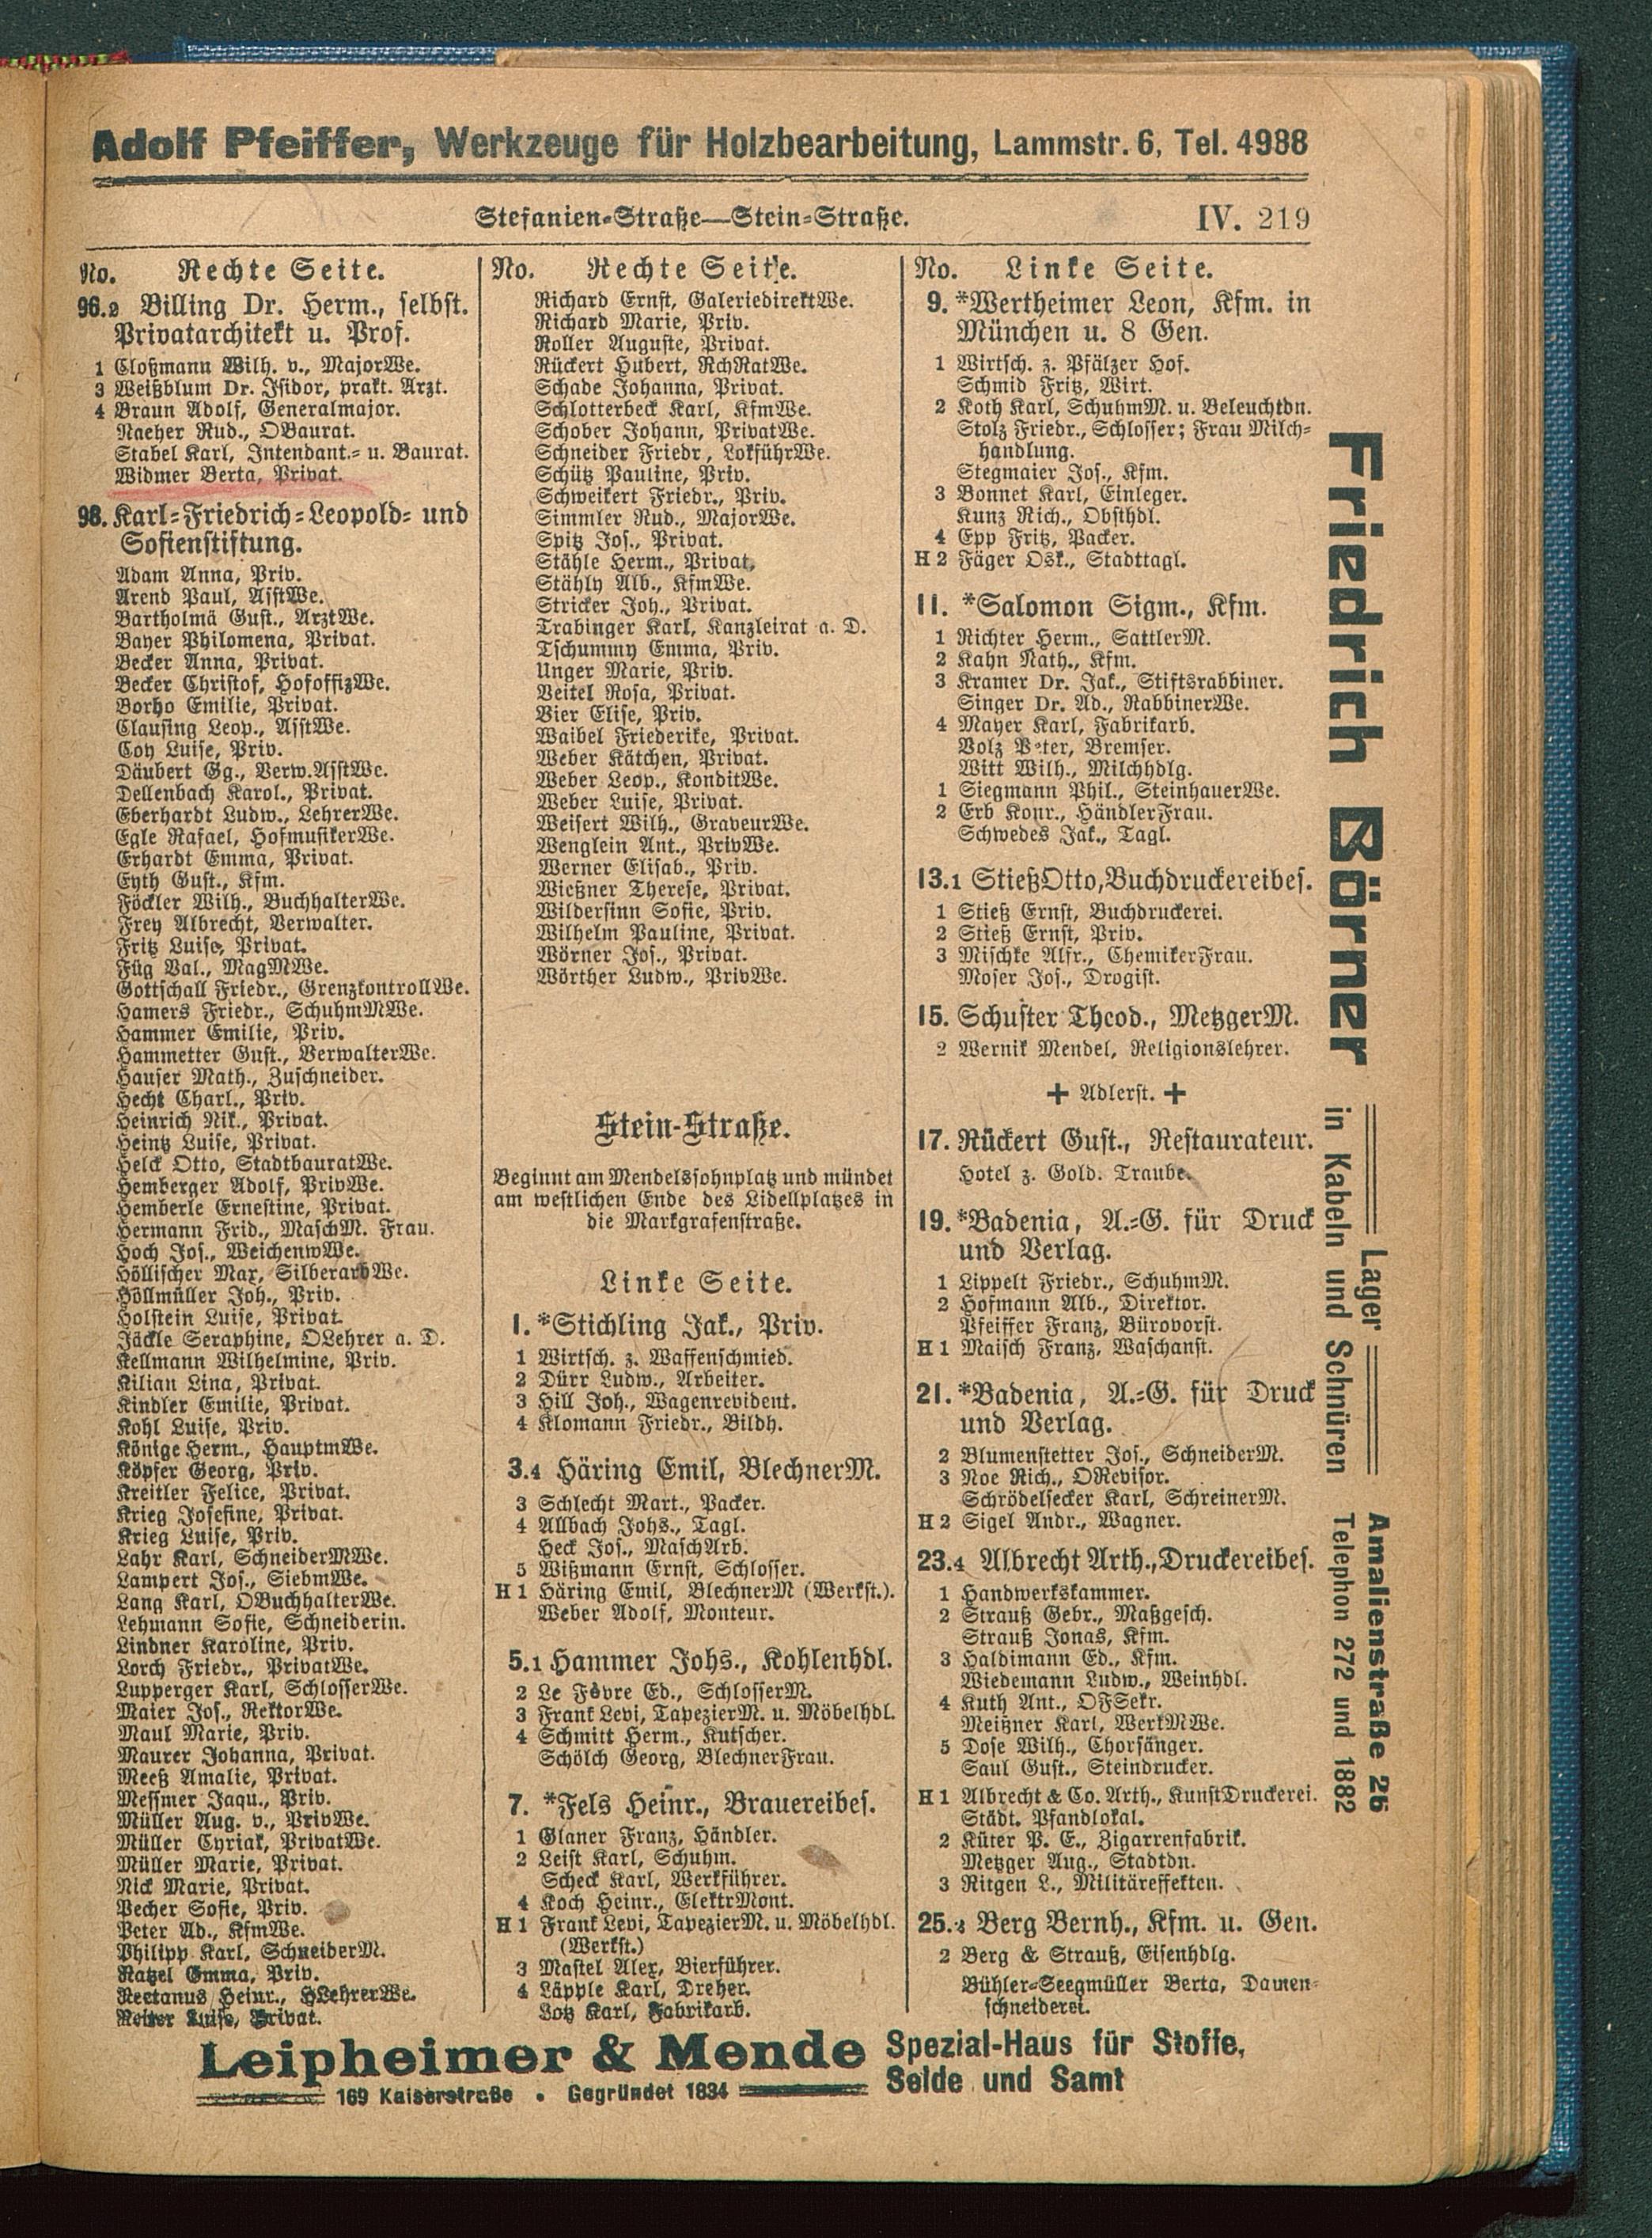 Adolf Pfeiffer, Werkzeuge für Holzbearbeitung, Lammstr. 6, Tel. 4988
Stefanien-Straße—Stein-Straße.
IV. 219
No. Rechte Seite.
96.2 Billing Dr. Herm., selbst.
Privatarchitekt u. Prof.
1 Cloßmann Wilh. v., MajorWe.
3 Weißblum Dr. Isidor, prakt. Arzt.
4 Braun Adolf, Generalmajor.
Naeher Rud., OBaurat.
Stabel Karl, Intendant.- u. Baurat.
Widmer Berta, Privat.
98. Karl-Friedrich-Leopold- und
Sofienstiftung.
Adam Anna, Priv.
Arend Paul, AsstWe.
Bartholmä Gust., ArztWe.
Bayer Philomena, Privat.
Becker Anna, Privat.
Becker Christof, HofoffizWe.
Borho Emilie, Privat.
Clausing Leop., AsstWe.
Coy Luise, Priv.
Däubert Gg., Verw.AsstWe.
Dellenbach Karol., Privat.
Eberhardt Ludw., LehrerWe.
Egle Rafael, HofmusikerWe.
Erhardt Emma, Privat.
Eyth Gust., Kfm.
Föckler Wilh., BuchhalterWe.
Frey Albrecht, Verwalter.
Fritz Luise, Privat.
Füg Val., MagMWe.
Gottschall Friedr., GrenzkontrollWe.
Hamers Friedr., SchuhmMWe.
Hammer Emilie, Priv.
Hammetter Gust., VerwalterWe.
Hauser Math., Zuschneider.
Hecht Charl., Priv.
Heinrich Nik., Privat.
Heintz Luise, Privat.
Helck Otto, StadtbauratWe.
Hemberger Adolf, PrivWe.
Hemberle Ernestine, Privat.
Hermann Frid., MaschM. Frau.
Hoch Jos., WeichenwWe.
Höllischer Max, SilberarbWe.
Höllmüller Joh., Priv.
Holstein Luise, Privat.
Jäckle Seraphine, OLehrer a. D.
Kellmann Wilhelmine, Priv.
Kilian Lina, Privat.
Kindler Emilie, Privat.
Kohl Luise, Priv.
Könige Herm., HauptmWe.
Köpfer Georg, Priv.
Kreitler Felice, Privat.
Krieg Josefine, Privat.
Krieg Luise, Priv.
Lahr Karl, SchneiderMWe.
Lampert Jos., SiebmWe.
Lang Karl, OBuchhalterWe.
Lehmann Sofie, Schneiderin.
Lindner Karoline, Priv.
Lorch Friedr., PrivatWe.
Lupperger Karl, SchlosserWe.
Maier Jos., RektorWe.
Maul Marie, Priv.
Maurer Johanna, Privat.
Meeß Amalie, Privat.
Messmer Jaqu., Priv.
Müller Aug. v., PrivWe.
Müller Cyriak, PrivatWe.
Müller Marie, Privat.
Nick Marie, Privat.
Pecher Sofie, Priv.
Peter Ad., KfmWe.
Philipp Karl, SchneiderM.
Ratzel Emma, Priv.
Rectanus Heinr., HLehrerWe.
Reiser Luise, Privat.
No. Rechte Seite.
Richard Ernst, GaleriedirektWe.
Richard Marie, Priv.
Roller Auguste, Privat.
Rückert Hubert, RchRatWe.
Schade Johanna, Privat.
Schlotterbeck Karl, KfmWe.
Schober Johann, PrivatWe.
Schneider Friedr, LokführWe.
Schütz Pauline, Priv.
Schweikert Friedr., Priv.
Simmler Rud., MajorWe.
Spitz Jos., Privat.
Stähle Herm., Privat.
Stähly Alb., KfmWe.
Stricker Joh., Privat.
Trabinger Karl, Kanzleirat a. D.
Tschummy Emma, Priv.
Unger Marie, Priv.
Veitel Rosa, Privat.
Vier Elise, Priv.
Waibel Friederike, Privat.
Weber Kätchen, Privat.
Weber Leop., KonditWe.
Weber Luise, Privat.
Weisert Wilh., GraveurWe.
Wenglein Ant., PrivWe.
Werner Elisab., Priv.
Wießner Therese, Privat.
Wildersinn Sofie, Priv.
Wilhelm Pauline, Privat.
Wörner Jos., Privat.
Wörther Ludw., PrivWe.
Stein-Straße.
Beginnt am Mendelssohnplatz und mündet
am westlichen Ende des Lidellplatzes in
die Markgrafenstraße.
Linke Seite.
1. *Stichling Jak., Priv.
1 Wirtsch. z. Waffenschmied.
2 Dürr Ludw., Arbeiter.
3 Hill Joh., Wagenrevident.
4 Klomann Friedr., Bildh.
3.4 Häring Emil, BlechnerM.
3 Schlecht Mart., Packer.
4 Allbach Johs., Tagl.
Heck Jos., MaschArb.
5 Wißmann Ernst, Schlosser.
H 1 Häring Emil, BlechnerM (Werkst.).
Weber Adolf, Monteur.
5.1 Hammer Johs., Kohlenhdl.
2 Le Fèvre Ed., SchlosserM.
3 Frank Levi, TapezierM. u. Möbelhdl.
4 Schmitt Herm., Kutscher.
Schölch Georg, BlechnerFrau.
7. *Fels Heinr., Brauereibes.
1 Glaner Franz, Händler.
2 Leist Karl, Schuhm.
Scheck Karl, Werkführer.
4 Koch Heinr., ElektrMont.
H 1 Frank Levi, TapezierM. u. Möbelhdl.
(Werkst.)
3 Mastel Alex, Bierführer.
4 Läpple Karl, Dreher.
Lotz Karl, Fabrikarb.
No. Linke Seite.
9. *Wertheimer Leon, Kfm. in
München u. 8 Gen.
1 Wirtsch. z. Pfälzer Hof.
Schmid Fritz, Wirt.
2 Koth Karl, SchuhmM. u. Beleuchtdn.
Stolz Friedr., Schlosser; Frau Milch-
handlung.
Stegmaier Jos., Kfm.
3 Bonnet Karl, Einleger.
Kunz Rich., Obsthdl.
4 Epp Fritz, Packer.
H 2 Fäger Osk., Stadttagl.
11. *Salomon Sigm., Kfm.
1 Richter Herm., SattlerM.
2 Kahn Nath., Kfm.
3 Kramer Dr. Jak., Stiftsrabbiner.
Singer Dr. Ad., RabbinerWe.
4 Mayer Karl, Fabrikarb.
Volz Peter, Bremser.
Witt Wilh., Milchhdlg.
1 Siegmann Phil., SteinhauerWe.
2 Erb Konr., HändlerFrau.
Schwedes Jak., Tagl.
13.1 Stieß Otto, Buchdruckereibes.
1 Stieß Ernst, Buchdruckerei.
2 Stieß Ernst, Priv.
3 Mischke Alfr., ChemikerFrau.
Moser Jos., Drogist.
15. Schuster Theod., MetzgerM.
2 Wernik Mendel, Religionslehrer.
+ Adlerst. +
17. Rückert Gust., Restaurateur.
Hotel z. Gold. Traube.
19. *Badenia, A.-G. für Druck
und Verlag.
1 Lippelt Friedr., SchuhmM.
2 Hofmann Alb., Direktor.
Pfeiffer Franz, Bürovorst.
H 1 Maisch Franz, Waschanst.
21. *Badenia, A.-G. für Druck
und Verlag.
2 Blumenstetter Jos., SchneiderM.
3 Noe Rich., ORevisor.
Schrödelsecker Karl, SchreinerM.
H 2 Sigel Andr., Wagner.
23.4 Albrecht Arth., Druckereibes.
1 Handwerkskammer.
2 Strauß Gebr., Maßgesch.
Strauß Jonas, Kfm.
3 Haldimann Ed., Kfm.
Wiedemann Ludw., Weinhdl.
4 Kuth Ant., OFSekr.
Meißner Karl, WerkMWe.
5 Dose Wilh., Chorsänger.
Saul Gust., Steindrucker.
H 1 Albrecht & Co. Arth., KunstDruckerei.
Städt. Pfandlokal.
2 Küter P. E., Zigarrenfabrik.
Metzger Aug., Stadtdn.
3 Ritgen L., Militäreffekten.
25. Berg Bernh., Kfm. u. Gen.
2 Berg & Strauß, Eisenhdlg.
Bühler-Seegmüller Berta, Damen-
schneiderei.
Friedrich Börner
Lager
in Kabeln und Schnüren
Amalienstraße 25
Telephon 272 und 1882
Leipheimer & Mende
169 Kaiserstraße • Gegründet 1834
Spezial-Haus für Stoffe,
Seide und Samt